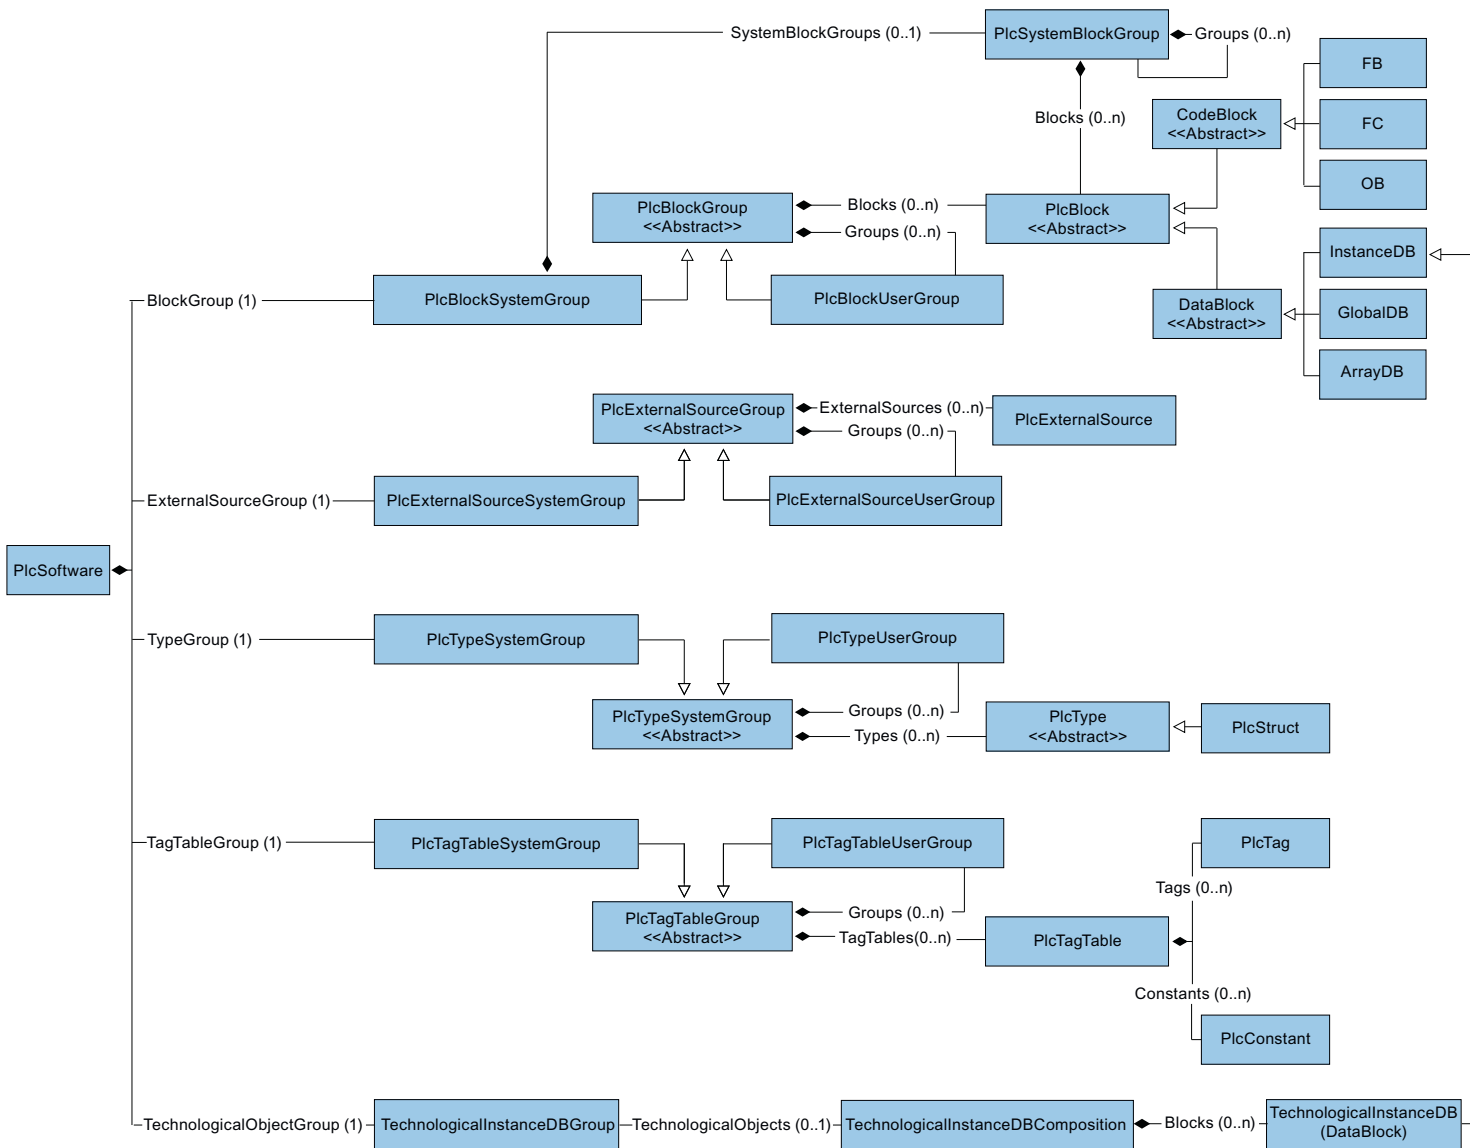 SystemBlockGroups (0..1)
PlcSystemBlockGroup
Groups (0..n)
FB
Blocks (0..n)
CodeBlock
<<Abstract>>
FC
OB
PlcBlockGroup
<<Abstract>>
Blocks (0..n)
Groups (0..n)
PlcBlock
<<Abstract>>
InstanceDB
BlockGroup (1)
PlcBlockSystemGroup
PlcBlockUserGroup
DataBlock
<<Abstract>>
GlobalDB
ArrayDB
PlcExternalSourceGroup
<<Abstract>>
ExternalSources (0..n)
Groups (0..n)
PlcExternalSource
ExternalSourceGroup (1)
PlcExternalSourceSystemGroup
PlcExternalSourceUserGroup
PlcSoftware
TypeGroup (1)
PlcTypeSystemGroup
PlcTypeUserGroup
PlcTypeSystemGroup
<<Abstract>>
Groups (0..n)
Types (0..n)
PlcType
<<Abstract>>
PlcStruct
TagTableGroup (1)
PlcTagTableSystemGroup
PlcTagTableUserGroup
PlcTag
Tags (0..n)
PlcTagTableGroup
<<Abstract>>
Groups (0..n)
TagTables(0..n)
PlcTagTable
Constants (0..n)
PlcConstant
TechnologicalObjectGroup (1)
TechnologicalInstanceDBGroup
TechnologicalObjects (0..1)
TechnologicalInstanceDBComposition
Blocks (0..n)
TechnologicalInstanceDB
(DataBlock)